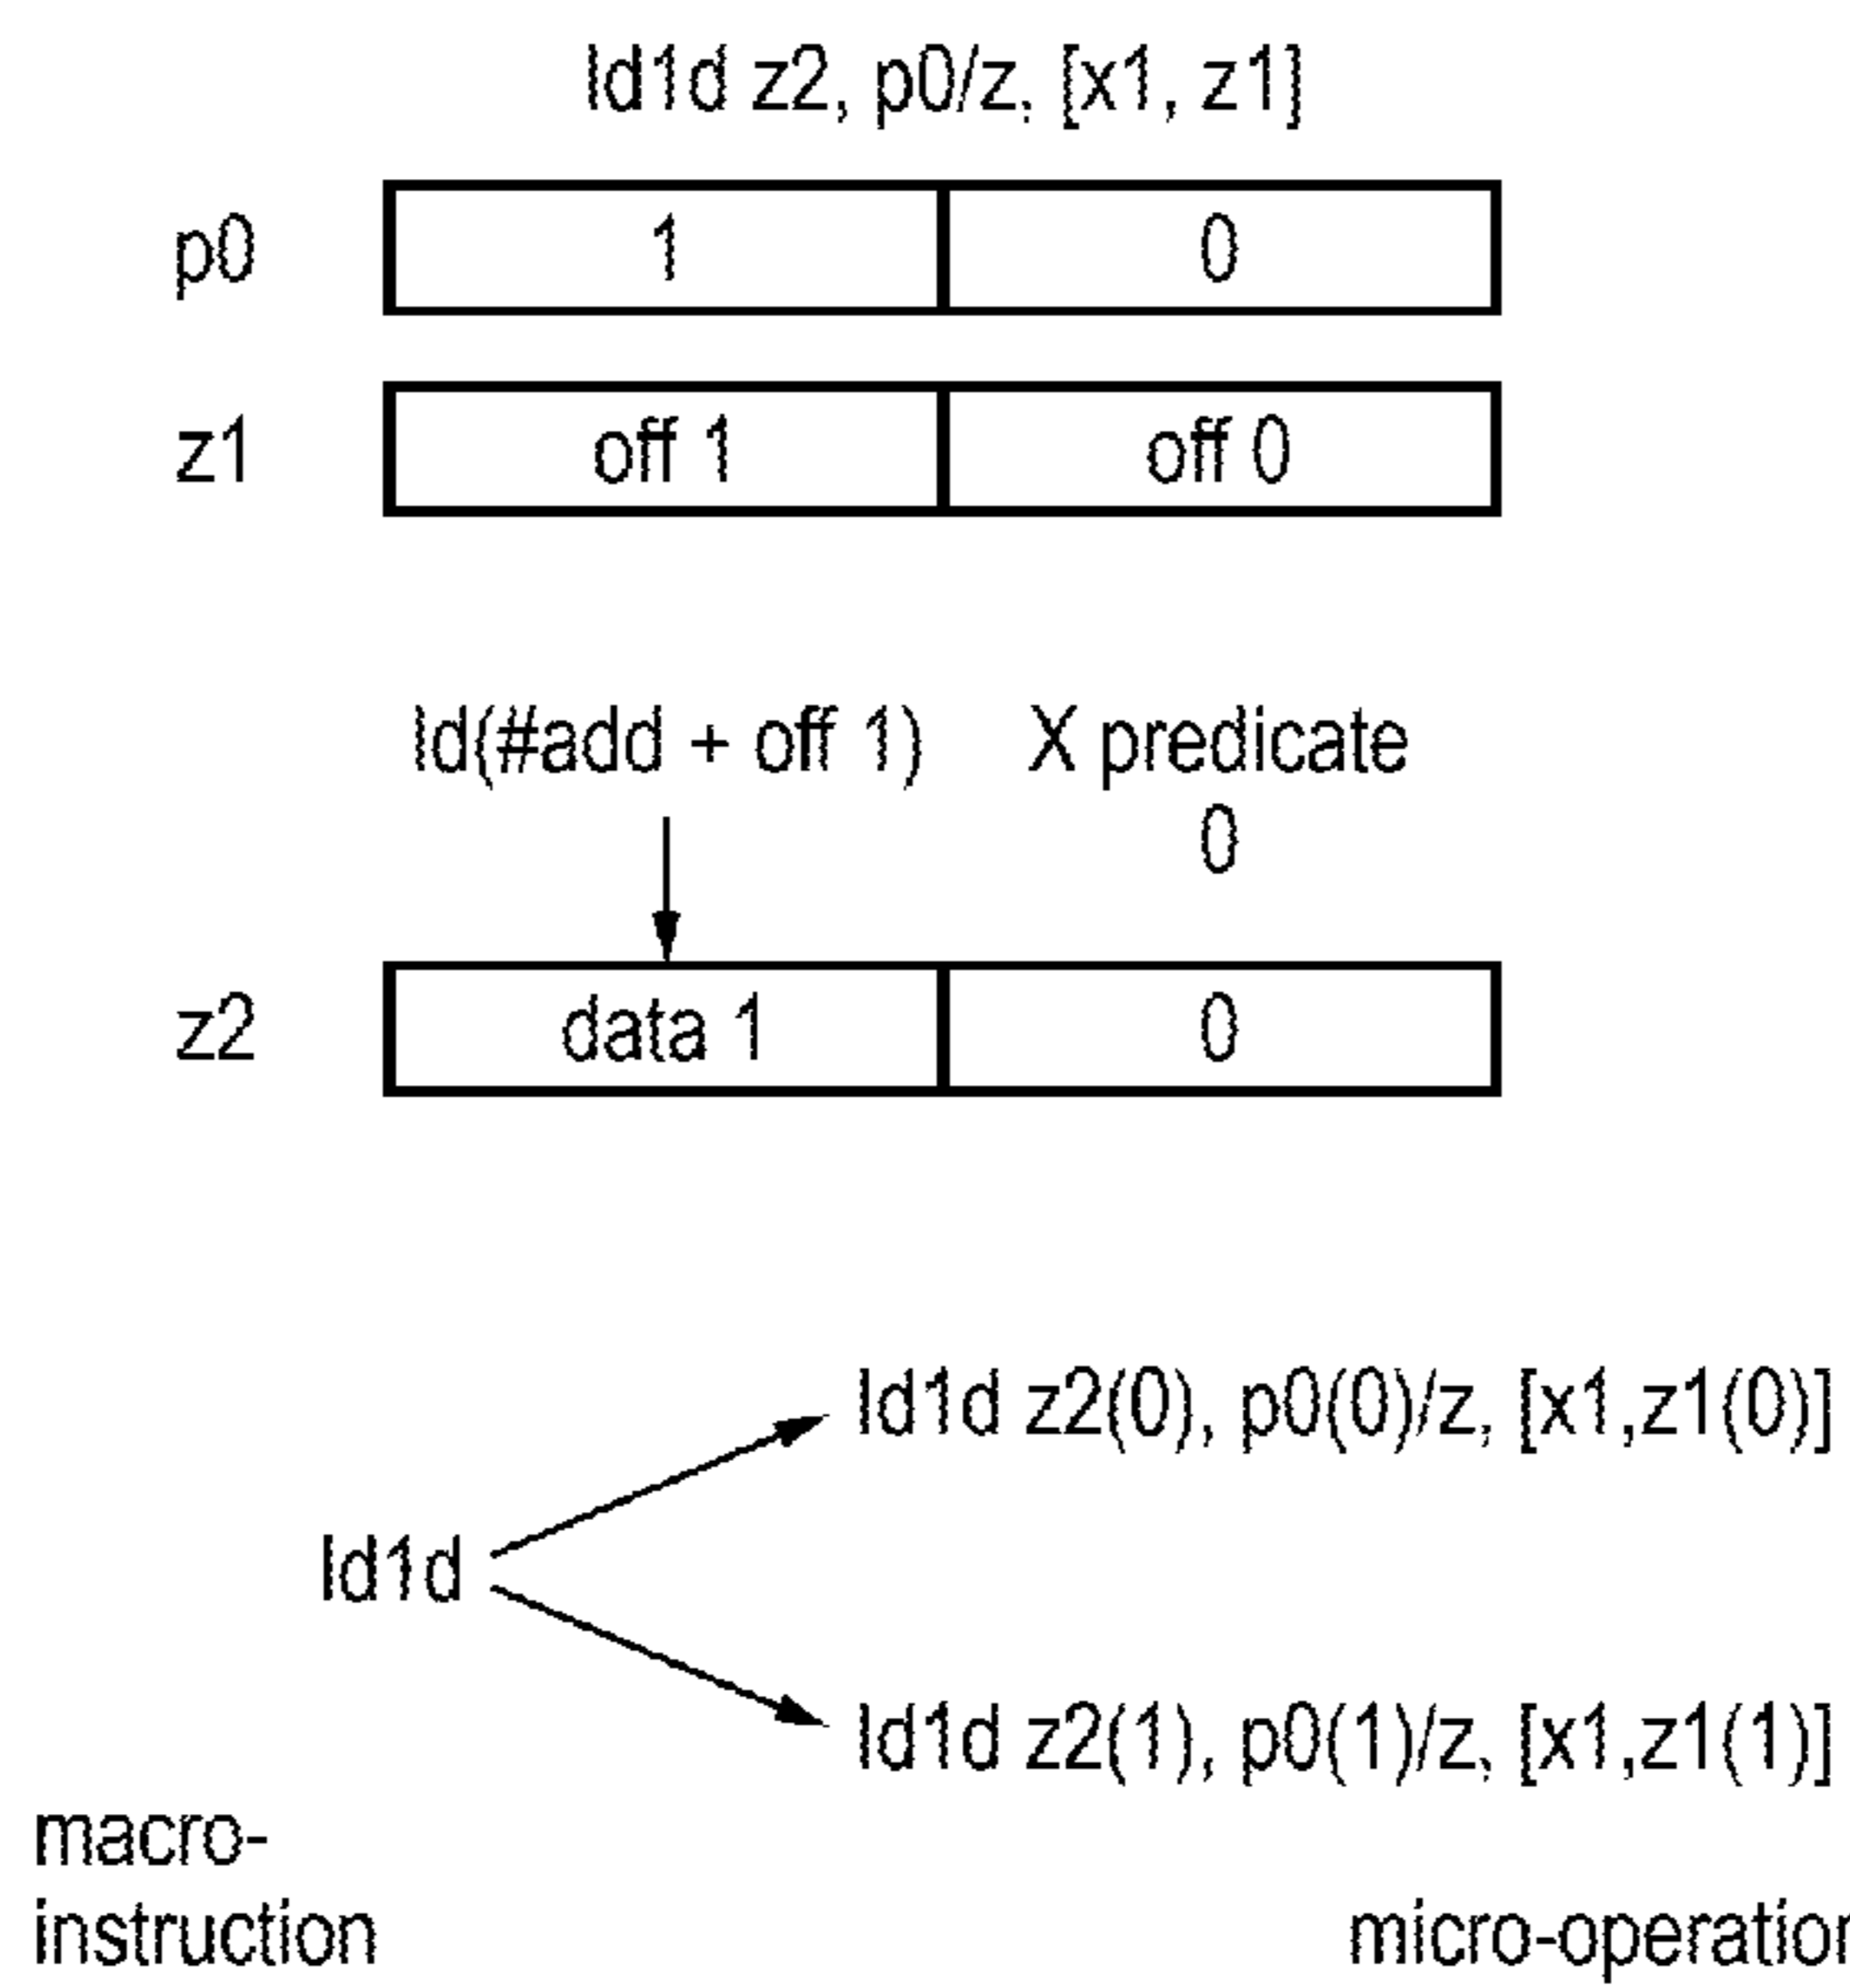 ld1d z2, p0/z, [x1, z1]
p0 1 0
z1 off 1 off 0
ld(#add + off 1) X predicate
0
z2 data 1 0
ld1d z2(0), p0(0)/z, [x1,z1(0)]
ld1d
ld1d z2(1), p0(1)/z, [x1,z1(1)]
macro-
instruction micro-operation